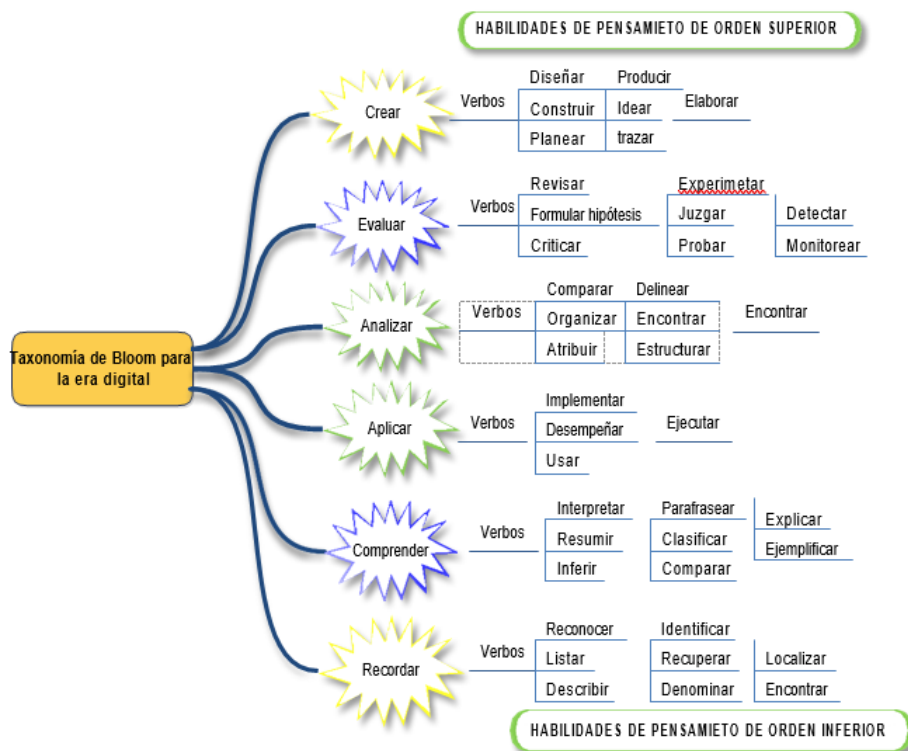 HABILIDADES DE PENSAMIETO DE ORDEN SUPERIOR
Taxonomía de Bloom para
la era digital
Crear
Verbos
Diseñar
Construir
Planear
Producir
Idear
trazar
Elaborar
Evaluar
Verbos
Revisar
Formular hipótesis
Criticar
Experimetar
Juzgar
Probar
Detectar
Monitorear
Analizar
Verbos
Comparar
Organizar
Atribuir
Delinear
Encontrar
Estructurar
Encontrar
Aplicar
Verbos
Implementar
Desempeñar
Usar
Ejecutar
Comprender
Verbos
Interpretar
Resumir
Inferir
Parafrasear
Clasificar
Comparar
Explicar
Ejemplificar
Recordar
Verbos
Reconocer
Listar
Describir
Identificar
Recuperar
Denominar
Localizar
Encontrar
HABILIDADES DE PENSAMIETO DE ORDEN INFERIOR